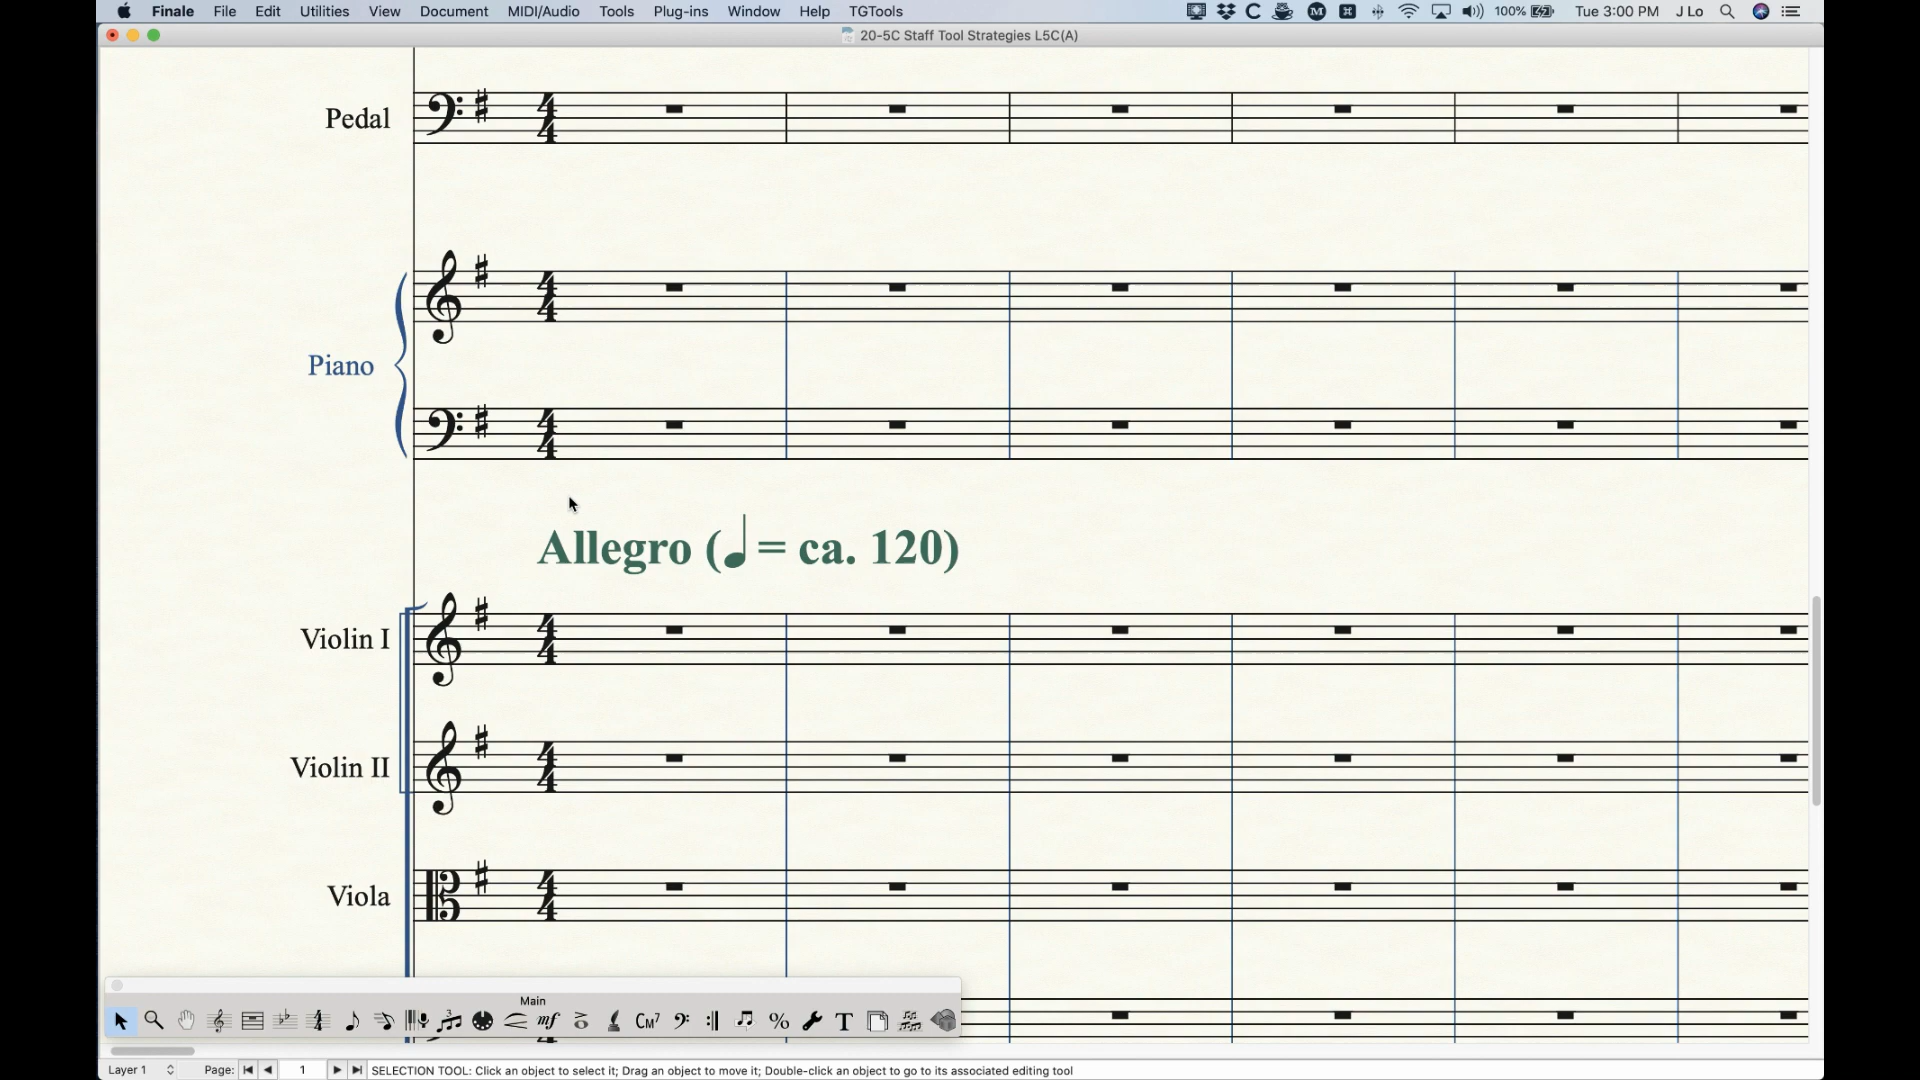 Finale File Edit Utilities View Document MIDI/Audio Tools Plug-ins Window Help TGTools 100% Tue 3:00 PM J Lo
20-5C Staff Tool Strategies L5C(A)
Pedal
Piano
Allegro (♩ = ca. 120)
Violin I
Violin II
Viola
Main
mf CM7 % T
Layer 1 Page: 1 SELECTION TOOL: Click an object to select it; Drag an object to move it; Double-click an object to go to its associated editing tool